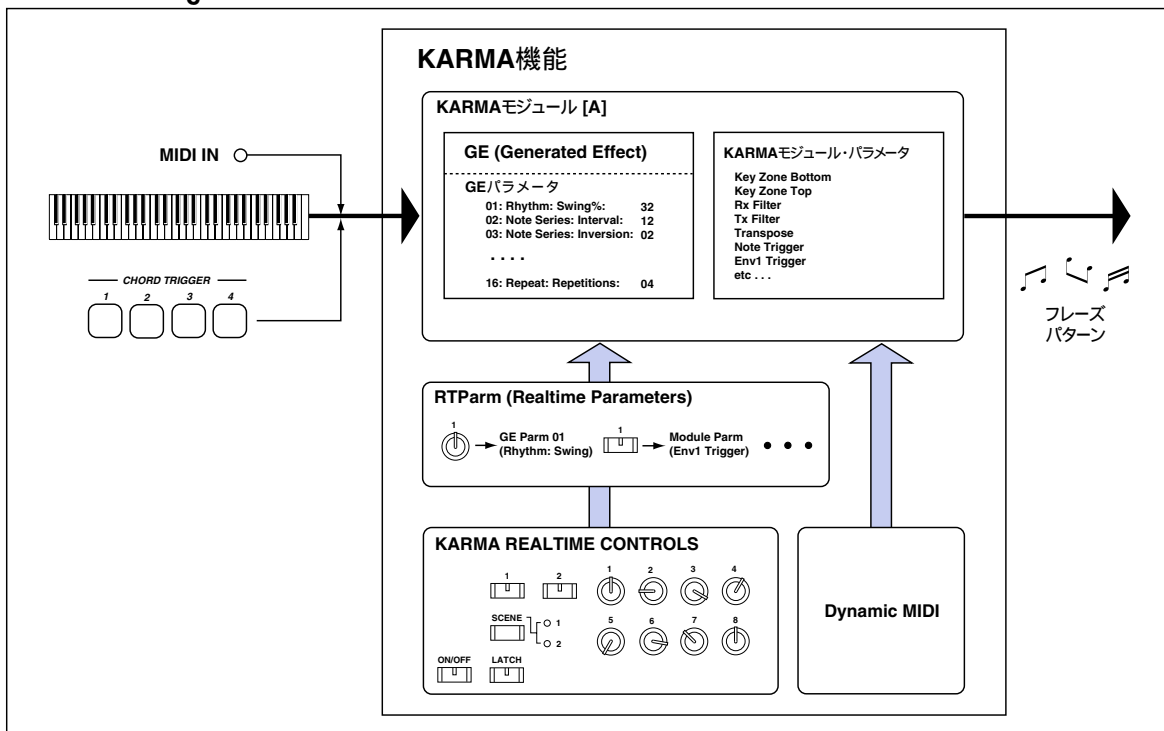 KARMA機能
KARMAモジュール [A]
MIDI IN
GE (Generated Effect)
GEパラメータ
01: Rhythm: Swing%: 32
02: Note Series: Interval: 12
03: Note Series: Inversion: 02
. . . .
16: Repeat: Repetitions: 04
KARMAモジュール・パラメータ
Key Zone Bottom
Key Zone Top
Rx Filter
Tx Filter
Transpose
Note Trigger
Env1 Trigger
etc . . .
CHORD TRIGGER
1 2 3 4
フレーズ
パターン
RTParm (Realtime Parameters)
1
GE Parm 01
(Rhythm: Swing)
1
Module Parm
(Env1 Trigger)
• • •
KARMA REALTIME CONTROLS
1 2 1 2 3 4
SCENE 1
2
5 6 7 8
ON/OFF LATCH
Dynamic MIDI